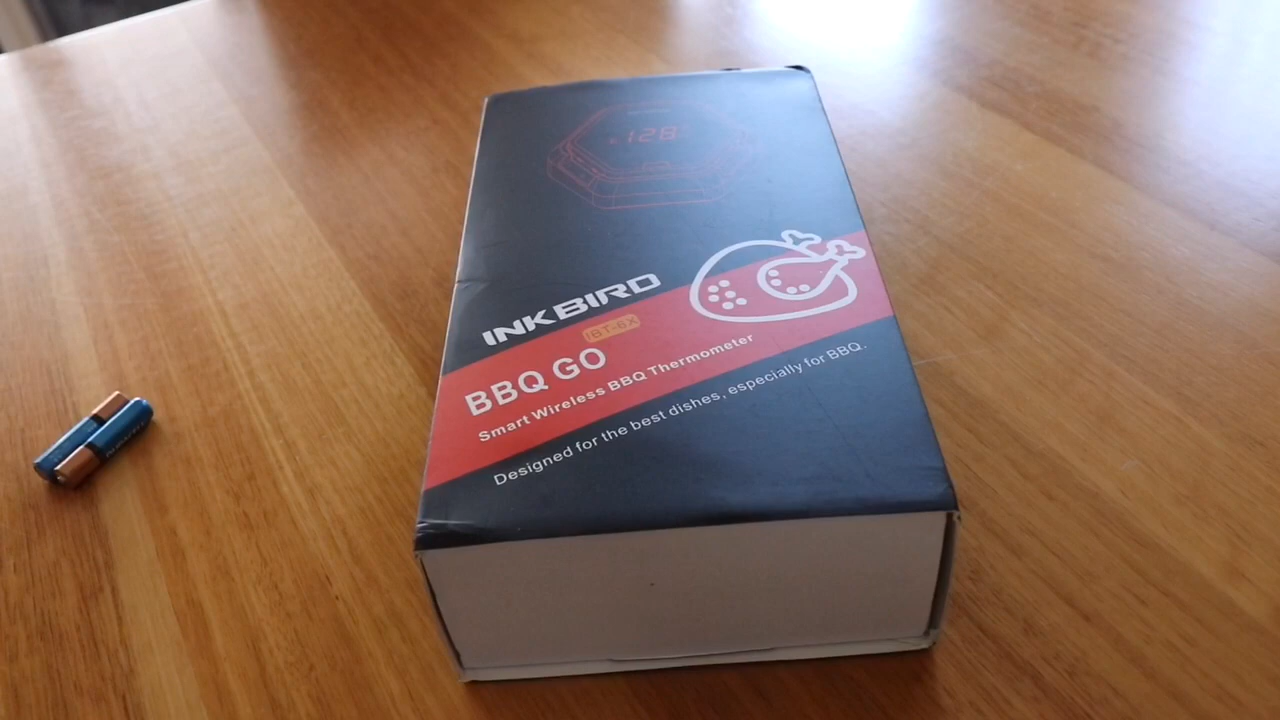 128
INKBIRD
IBT-6X
BBQ GO
Smart Wireless BBQ Thermometer
Designed for the best dishes, especially for BBQ.